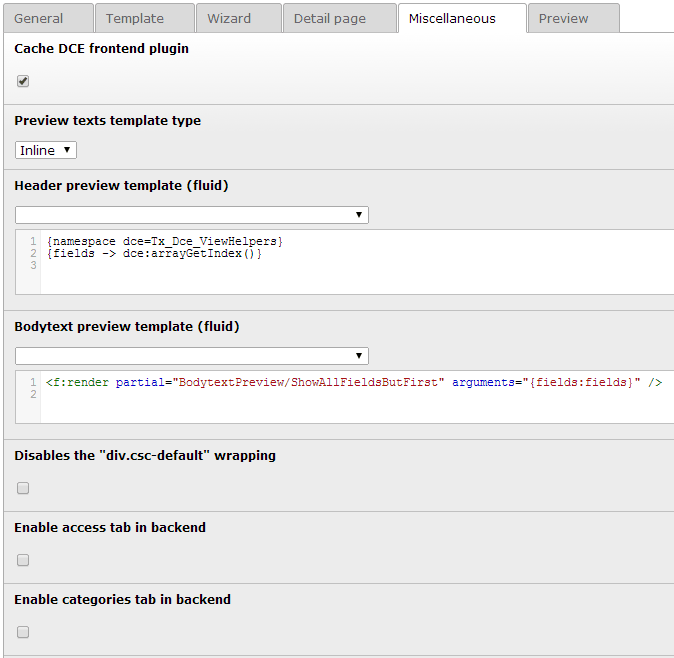 General Template Wizard Detail page Miscellaneous Preview
Cache DCE frontend plugin
Preview texts template type
Inline
Header preview template (fluid)
1 {namespace dce=Tx_Dce_ViewHelpers}
2 {fields -> dce:arrayGetIndex()}
3
Bodytext preview template (fluid)
1 <f:render partial="BodytextPreview/ShowAllFieldsButFirst" arguments="{fields:fields}" />
2
Disables the "div.csc-default" wrapping
Enable access tab in backend
Enable categories tab in backend